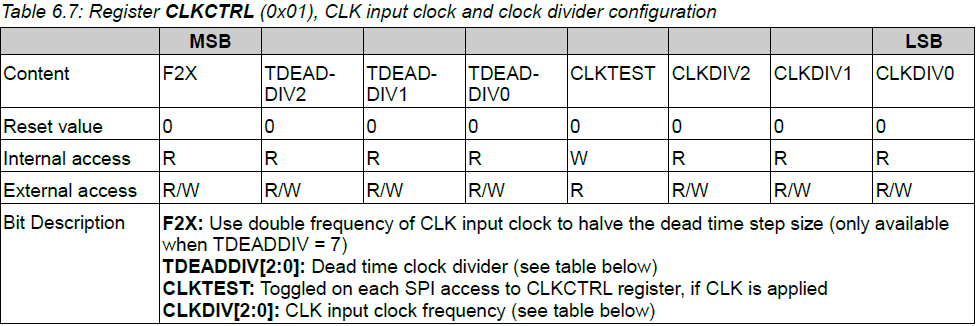 Table 6.7: Register CLKCTRL (0x01), CLK input clock and clock divider configuration
MSB LSB
Content F2X TDEAD-DIV2 TDEAD-DIV1 TDEAD-DIV0 CLKTEST CLKDIV2 CLKDIV1 CLKDIV0
Reset value 0 0 0 0 0 0 0 0
Internal access R R R R W R R R
External access R/W R/W R/W R/W R R/W R/W R/W
Bit Description F2X: Use double frequency of CLK input clock to halve the dead time step size (only available
when TDEADDIV = 7)
TDEADDIV[2:0]: Dead time clock divider (see table below)
CLKTEST: Toggled on each SPI access to CLKCTRL register, if CLK is applied
CLKDIV[2:0]: CLK input clock frequency (see table below)